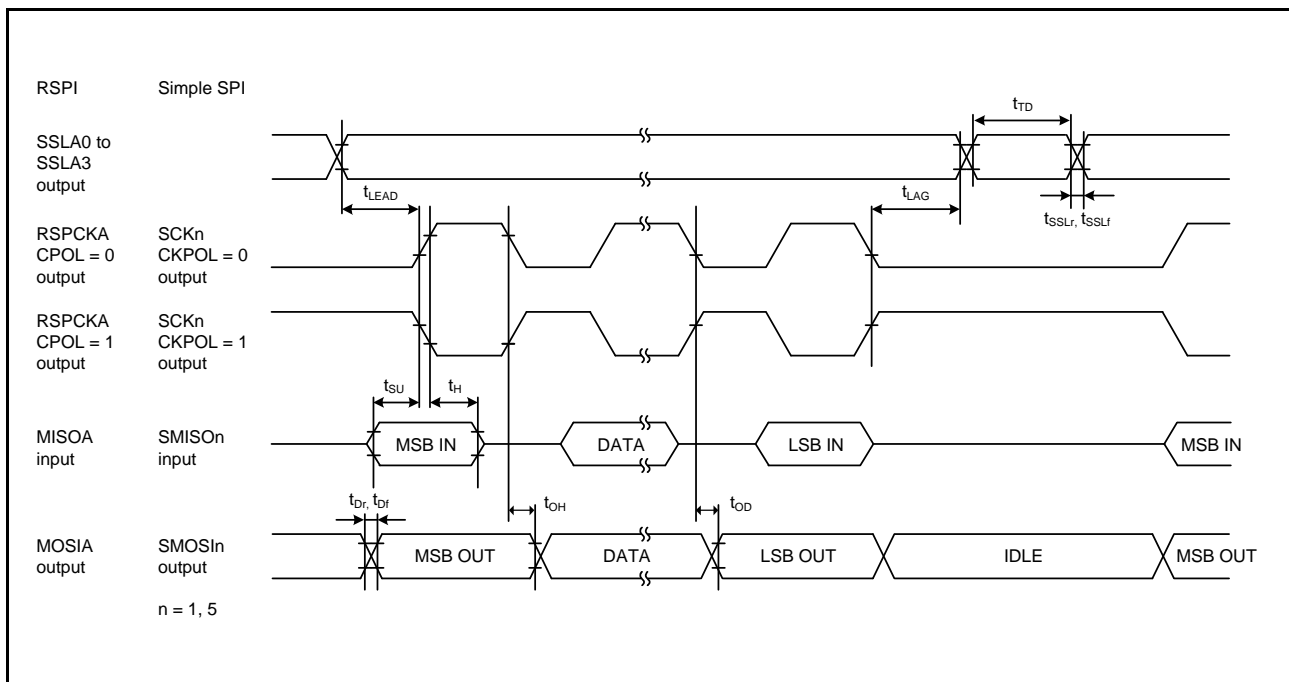 RSPI Simple SPI
tTD
SSLA0 to
SSLA3
output
tLEAD
tLAG
tSSLr, tSSLf
RSPCKA SCKn
CPOL = 0 CKPOL = 0
output output
RSPCKA SCKn
CPOL = 1 CKPOL = 1
output output
tSU tH
MISOA SMISOn
input input
MSB IN DATA LSB IN MSB IN
tDr, tDf
tOH tOD
MOSIA SMOSIn
output output
MSB OUT DATA LSB OUT IDLE MSB OUT
n = 1, 5